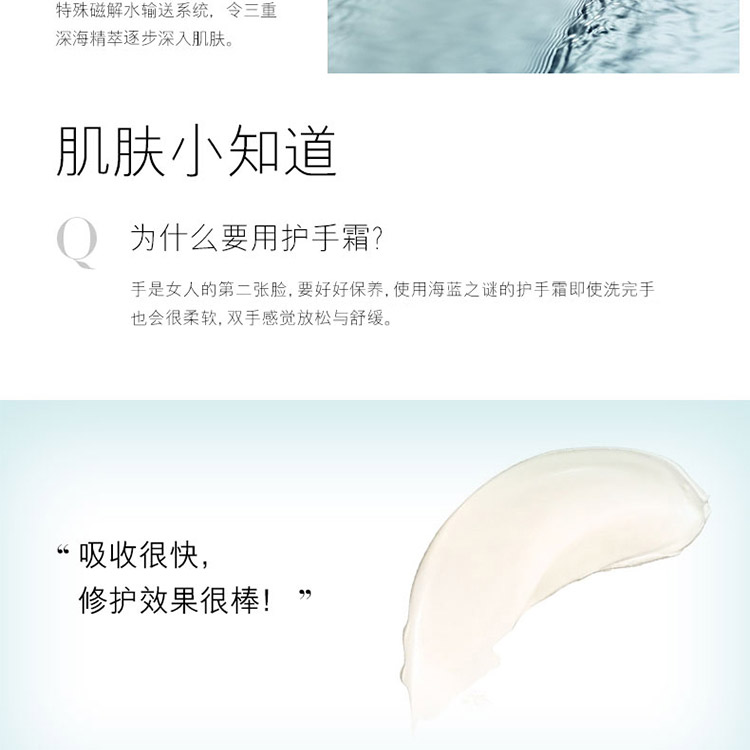 特殊磁解水输送系统，令三重
深海精萃逐步深入肌肤。
肌肤小知道
Q 为什么要用护手霜？
手是女人的第二张脸，要好好保养，使用海蓝之谜的护手霜即使洗完手
也会很柔软，双手感觉放松与舒缓。
“ 吸收很快，
修护效果很棒！ ”